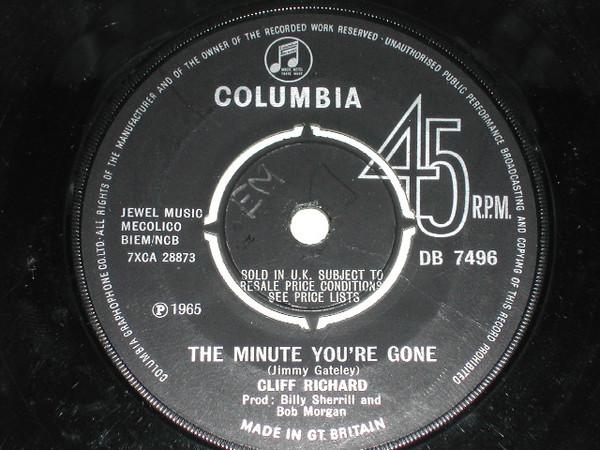 COLUMBIA GRAPHOPHONE CO.LTD. ALL RIGHTS OF THE MANUFACTURER AND OF THE OWNER OF THE RECORDED WORK RESERVED · UNAUTHORISED PUBLIC PERFORMANCE BROADCASTING AND COPYING OF THIS RECORD PROHIBITED
COLUMBIA
45
R.P.M.
EM
JEWEL MUSIC
MECOLICO
BIEM/NCB
7XCA 28873
DB 7496
SOLD IN U.K. SUBJECT TO
RESALE PRICE CONDITIONS
SEE PRICE LISTS
Ⓟ 1965
THE MINUTE YOU'RE GONE
(Jimmy Gateley)
CLIFF RICHARD
Prod: Billy Sherrill and
Bob Morgan
MADE IN GT. BRITAIN